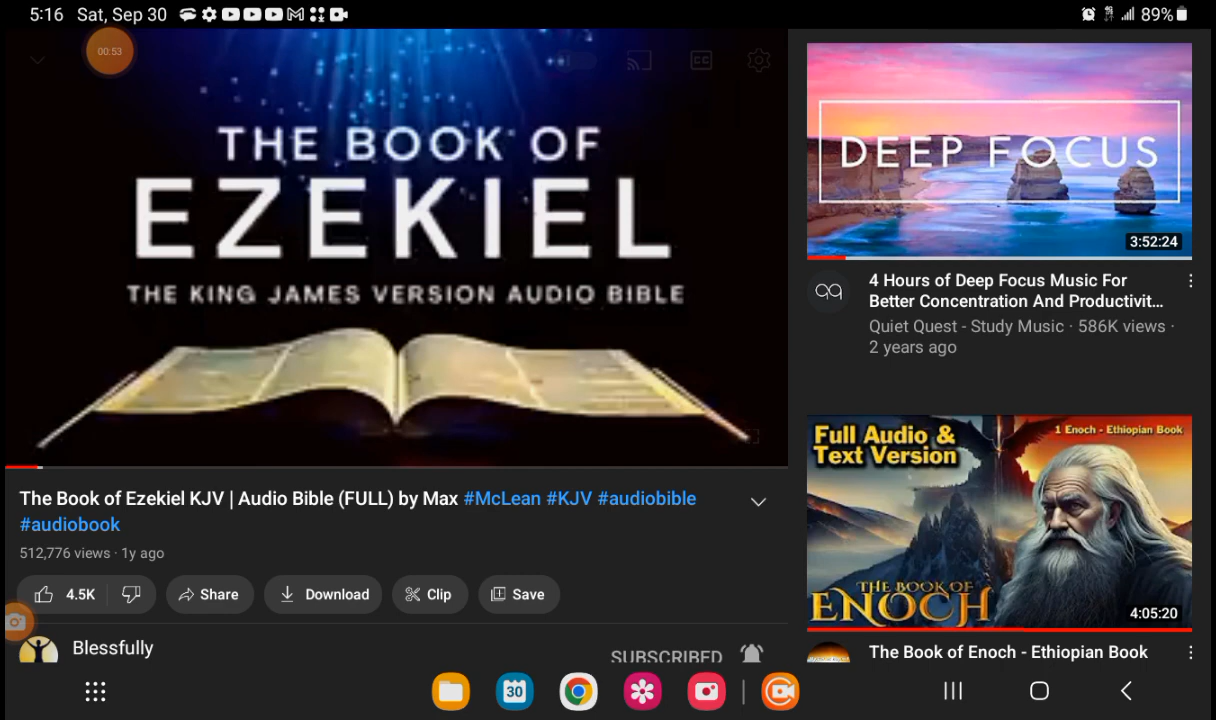 5:16 Sat, Sep 30
89%
00:53
CC
THE BOOK OF
EZEKIEL
THE KING JAMES VERSION AUDIO BIBLE
The Book of Ezekiel KJV | Audio Bible (FULL) by Max #McLean #KJV #audiobible
#audiobook
512,776 views · 1y ago
4.5K
Share
Download
Clip
Save
Blessfully
SUBSCRIBED
DEEP FOCUS
3:52:24
4 Hours of Deep Focus Music For
Better Concentration And Productivit...
Quiet Quest - Study Music · 586K views ·
2 years ago
Full Audio &
Text Version
1 Enoch - Ethiopian Book
THE BOOK OF
ENOCH
4:05:20
The Book of Enoch - Ethiopian Book
30